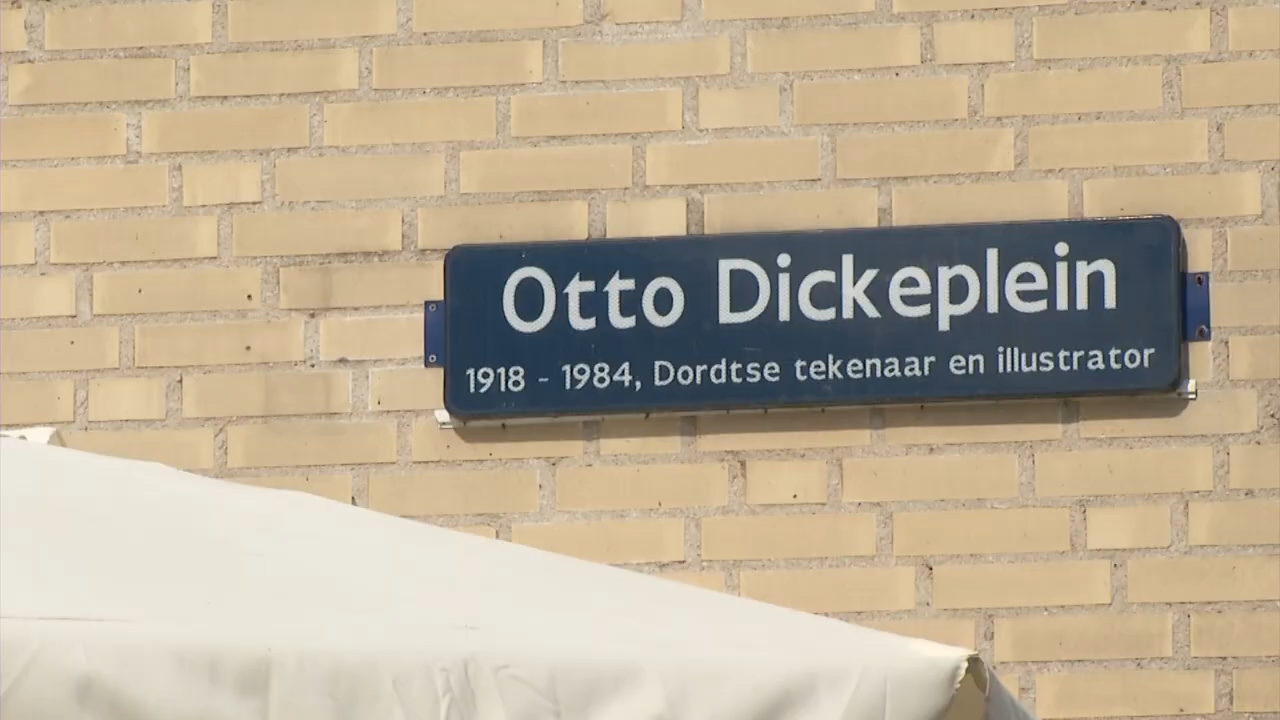 Otto Dickeplein
1918 - 1984, Dordtse tekenaar en illustrator